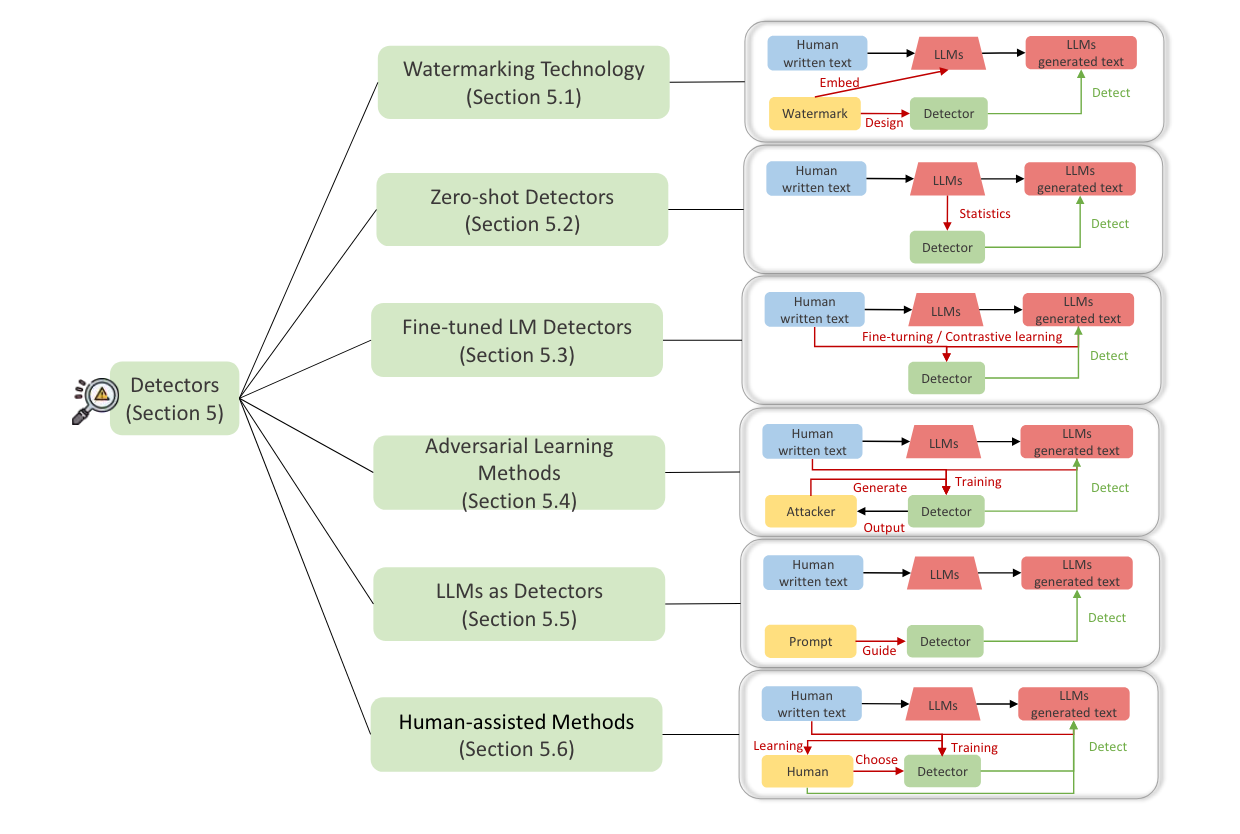 Detectors
(Section 5)
Watermarking Technology
(Section 5.1)
Human
written text
LLMs
LLMs
generated text
Embed
Watermark
Design
Detector
Detect
Zero-shot Detectors
(Section 5.2)
Human
written text
LLMs
LLMs
generated text
Statistics
Detector
Detect
Fine-tuned LM Detectors
(Section 5.3)
Human
written text
LLMs
LLMs
generated text
Fine-turning / Contrastive learning
Detector
Detect
Adversarial Learning
Methods
(Section 5.4)
Human
written text
LLMs
LLMs
generated text
Generate
Training
Attacker
Output
Detector
Detect
LLMs as Detectors
(Section 5.5)
Human
written text
LLMs
LLMs
generated text
Prompt
Guide
Detector
Detect
Human-assisted Methods
(Section 5.6)
Human
written text
LLMs
LLMs
generated text
Learning
Training
Human
Choose
Detector
Detect